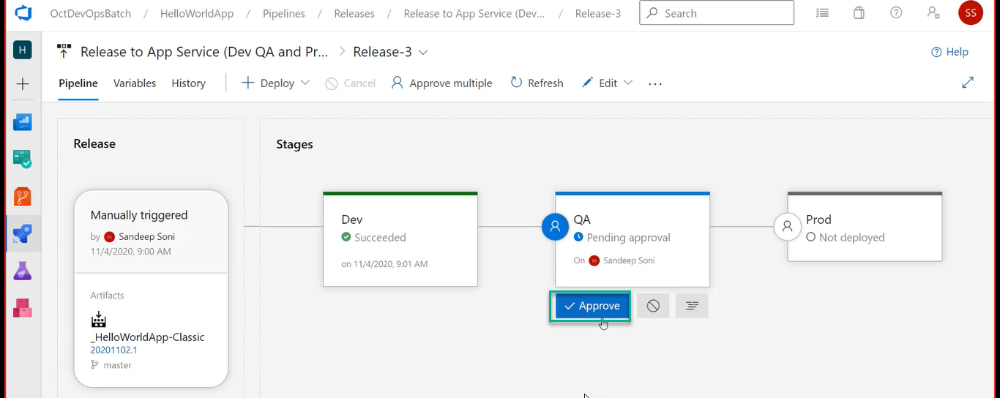 OctDevOpsBatch / HelloWorldApp / Pipelines / Releases / Release to App Service (Dev... / Release-3 Search SS
H Release to App Service (Dev QA and Pr... > Release-3 Help
Pipeline Variables History Deploy Cancel Approve multiple Refresh Edit ...
Release
Manually triggered
by SS Sandeep Soni
11/4/2020, 9:00 AM
Artifacts
_HelloWorldApp-Classic
20201102.1
master
Stages
Dev
Succeeded
on 11/4/2020, 9:01 AM
QA
Pending approval
On SS Sandeep Soni
Approve
Prod
Not deployed